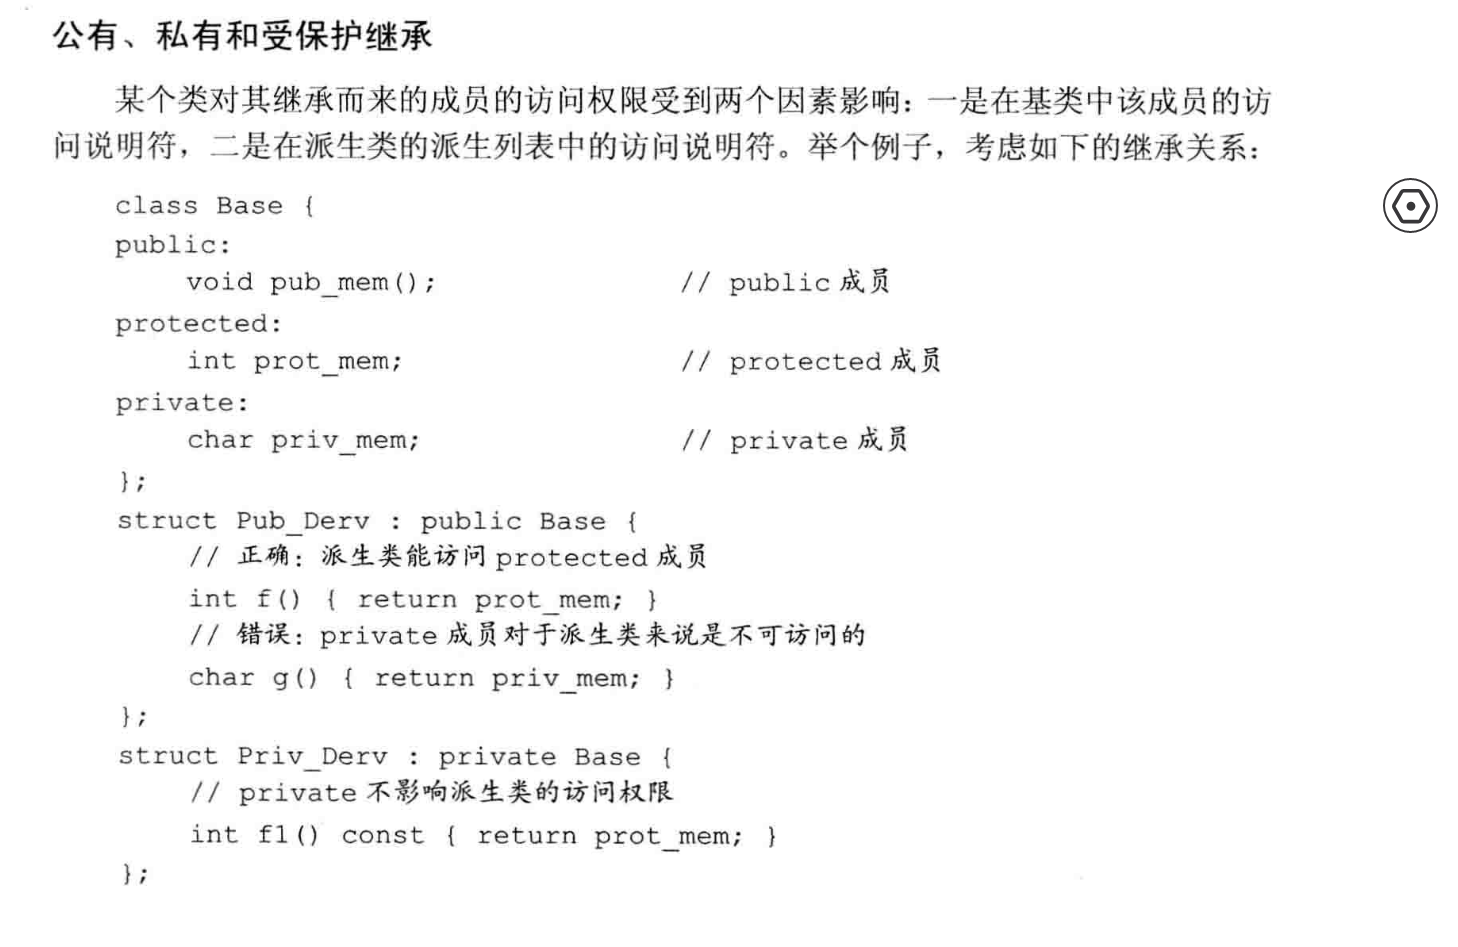 公有、私有和受保护继承
某个类对其继承而来的成员的访问权限受到两个因素影响：一是在基类中该成员的访
问说明符，二是在派生类的派生列表中的访问说明符。举个例子，考虑如下的继承关系：
class Base {
public:
    void pub_mem();    // public 成员
protected:
    int prot_mem;    // protected 成员
private:
    char priv_mem;    // private 成员
};
struct Pub_Derv : public Base {
    // 正确：派生类能访问 protected 成员
    int f() { return prot_mem; }
    // 错误：private 成员对于派生类来说是不可访问的
    char g() { return priv_mem; }
};
struct Priv_Derv : private Base {
    // private 不影响派生类的访问权限
    int f1() const { return prot_mem; }
};